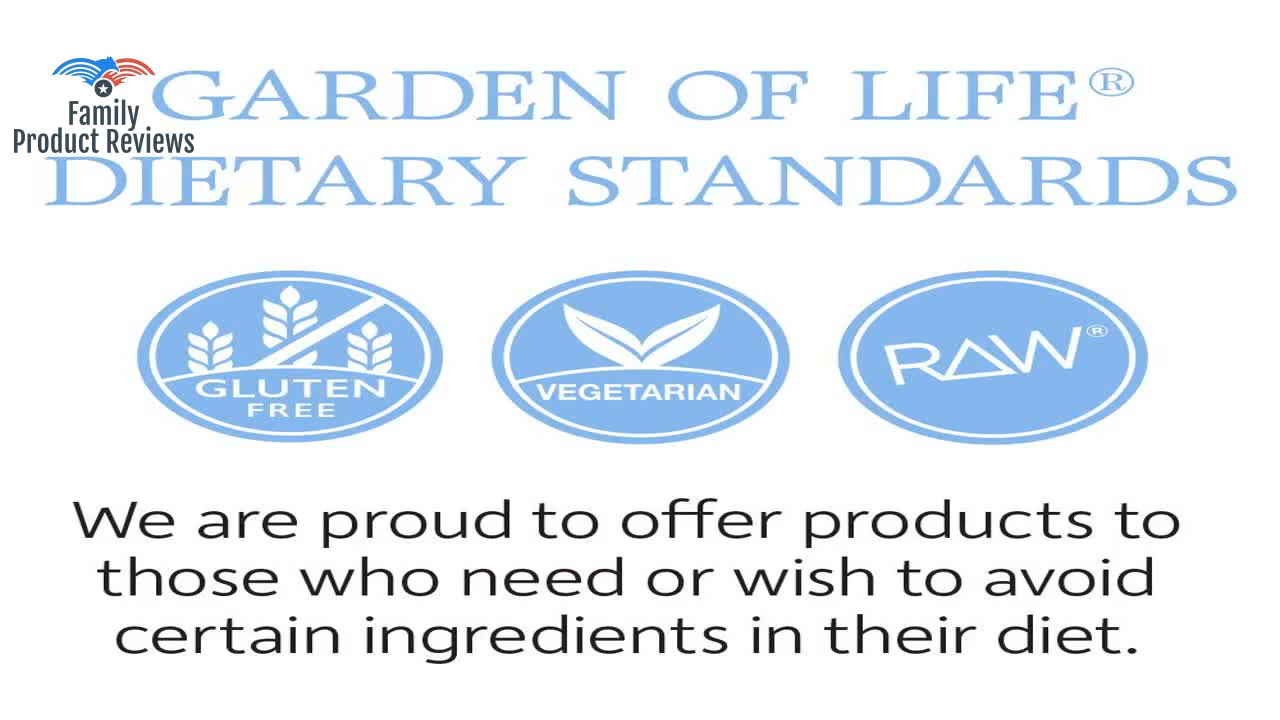 Family
Product Reviews
GARDEN OF LIFE®
DIETARY STANDARDS
GLUTEN
FREE
VEGETARIAN
RAW®
We are proud to offer products to
those who need or wish to avoid
certain ingredients in their diet.